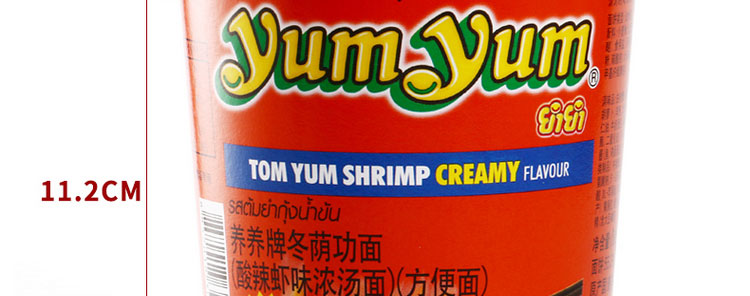 yum yum®
ยำยำ
TOM YUM SHRIMP CREAMY FLAVOUR
11.2CM
รสต้มยำกุ้งน้ำข้น
养养牌冬荫功面
(酸辣虾味浓汤面)(方便面)